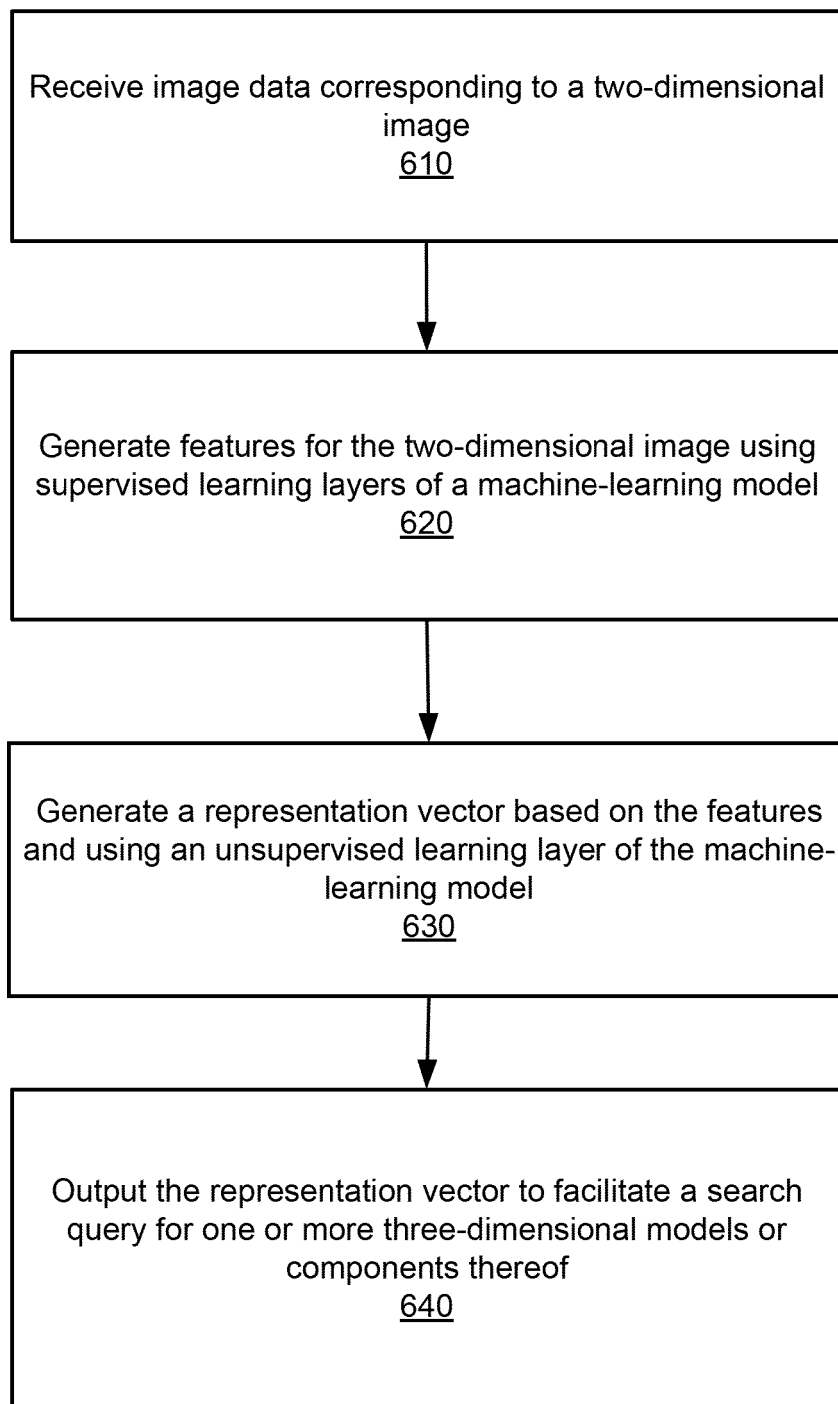 Receive image data corresponding to a two-dimensional
image
610
Generate features for the two-dimensional image using
supervised learning layers of a machine-learning model
620
Generate a representation vector based on the features
and using an unsupervised learning layer of the machine-
learning model
630
Output the representation vector to facilitate a search
query for one or more three-dimensional models or
components thereof
640